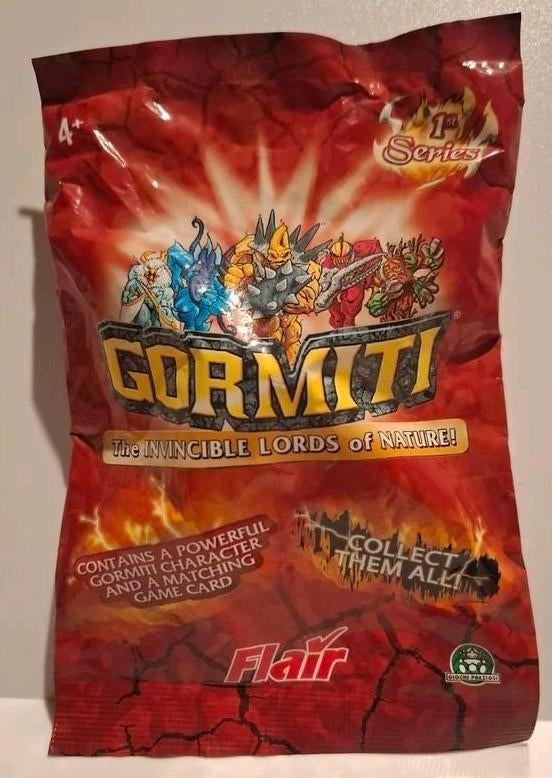 4+
1st
Series
GORMITI
The INVINCIBLE LORDS of NATURE!
CONTAINS A POWERFUL
GORMITI CHARACTER
AND A MATCHING
GAME CARD
COLLECT
THEM ALL!
Flair
GIOCHI PREZIOSI